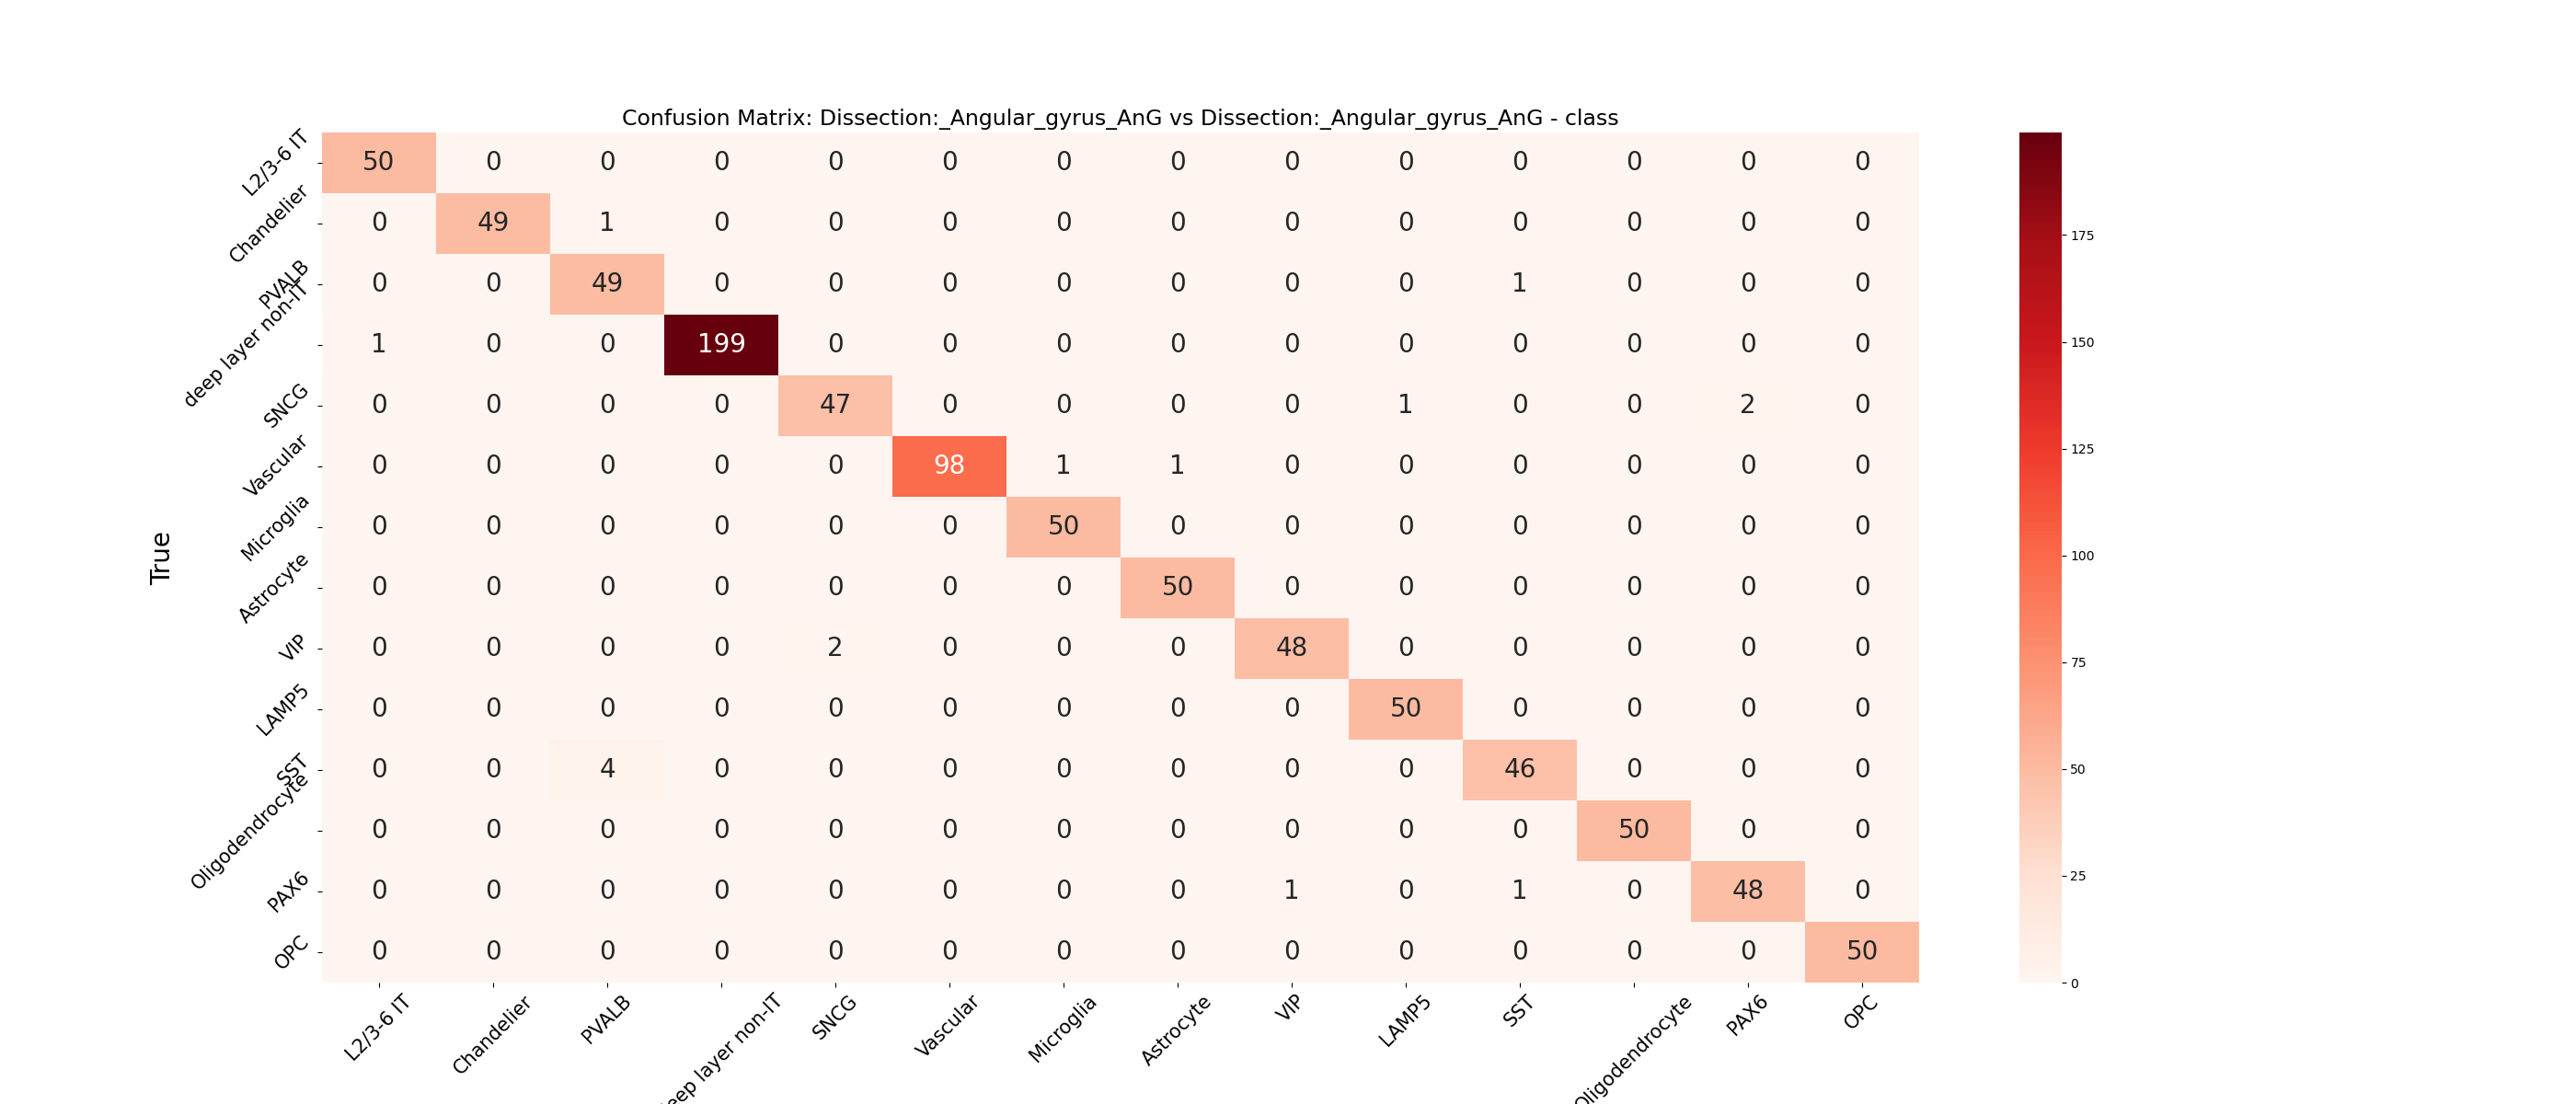 Confusion Matrix: Dissection:_Angular_gyrus_AnG vs Dissection:_Angular_gyrus_AnG - class
L2/3-6 IT 50 0 0 0 0 0 0 0 0 0 0 0 0 0
Chandelier 0 49 1 0 0 0 0 0 0 0 0 0 0 0
PVALB 0 0 49 0 0 0 0 0 0 0 1 0 0 0
deep layer non-IT 1 0 0 199 0 0 0 0 0 0 0 0 0 0
SNCG 0 0 0 0 47 0 0 0 0 1 0 0 2 0
Vascular 0 0 0 0 0 98 1 1 0 0 0 0 0 0
Microglia 0 0 0 0 0 0 50 0 0 0 0 0 0 0
Astrocyte 0 0 0 0 0 0 0 50 0 0 0 0 0 0
VIP 0 0 0 0 2 0 0 0 48 0 0 0 0 0
LAMP5 0 0 0 0 0 0 0 0 0 50 0 0 0 0
SST 0 0 4 0 0 0 0 0 0 0 46 0 0 0
Oligodendrocyte 0 0 0 0 0 0 0 0 0 0 0 50 0 0
PAX6 0 0 0 0 0 0 0 0 1 0 1 0 48 0
OPC 0 0 0 0 0 0 0 0 0 0 0 0 0 50
True
L2/3-6 IT
Chandelier
PVALB
layer non-IT
SNCG
Vascular
Microglia
Astrocyte
VIP
LAMP5
SST
Oligodendrocyte
PAX6
OPC
175
150
125
100
75
50
25
0